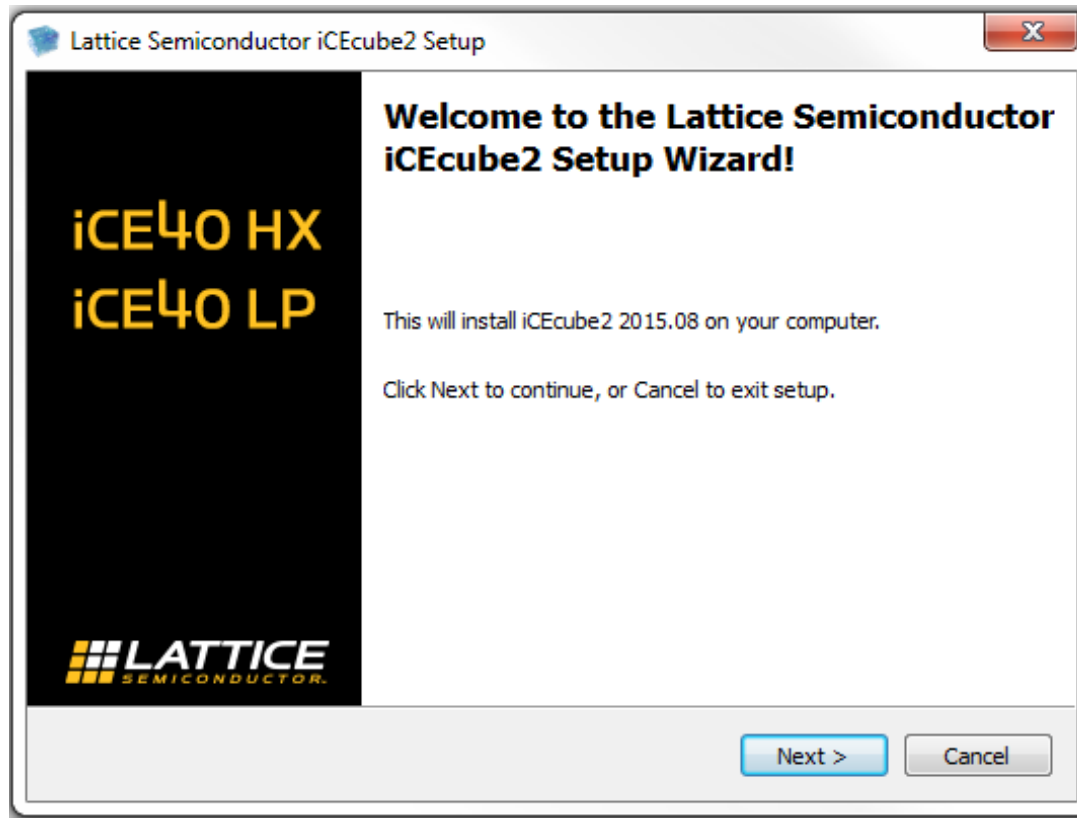 Lattice Semiconductor iCEcube2 Setup
X
iCE40 HX
iCE40 LP
LATTICE
SEMICONDUCTOR.
Welcome to the Lattice Semiconductor
iCEcube2 Setup Wizard!
This will install iCEcube2 2015.08 on your computer.
Click Next to continue, or Cancel to exit setup.
Next >
Cancel